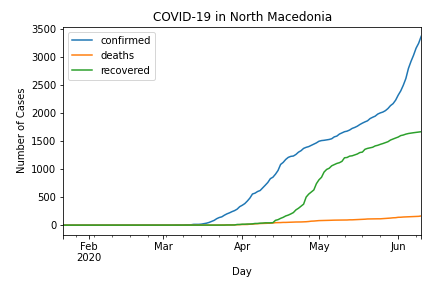 COVID-19 in North Macedonia
confirmed
deaths
recovered
3500
3000
2500
2000
1500
1000
500
0
Number of Cases
Feb
2020
Mar
Apr
May
Jun
Day